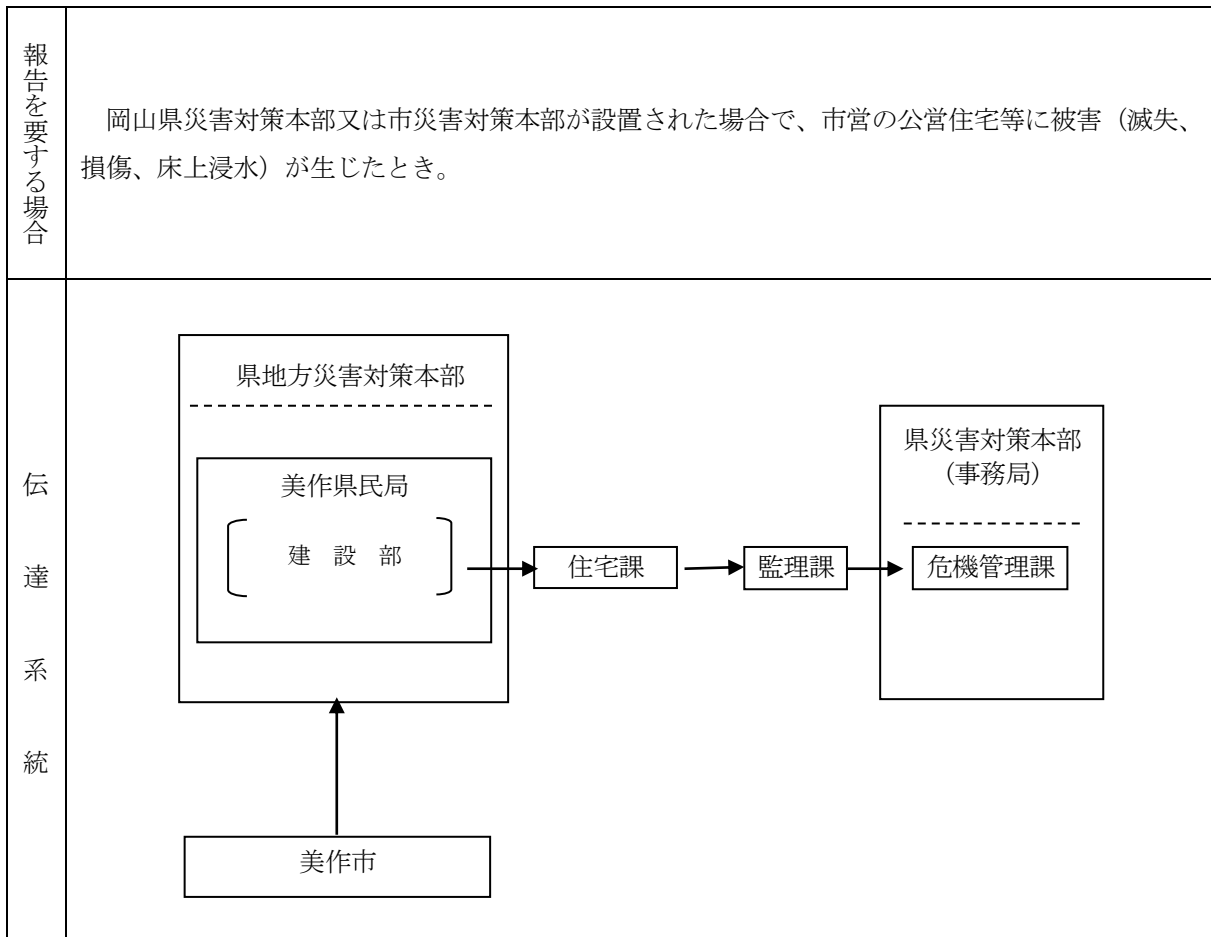 報告を要する場合
岡山県災害対策本部又は市災害対策本部が設置された場合で、市営の公営住宅等に被害（滅失、
損傷、床上浸水）が生じたとき。
伝達系統
県地方災害対策本部
美作県民局
建設部
住宅課
監理課
県災害対策本部
（事務局）
危機管理課
美作市